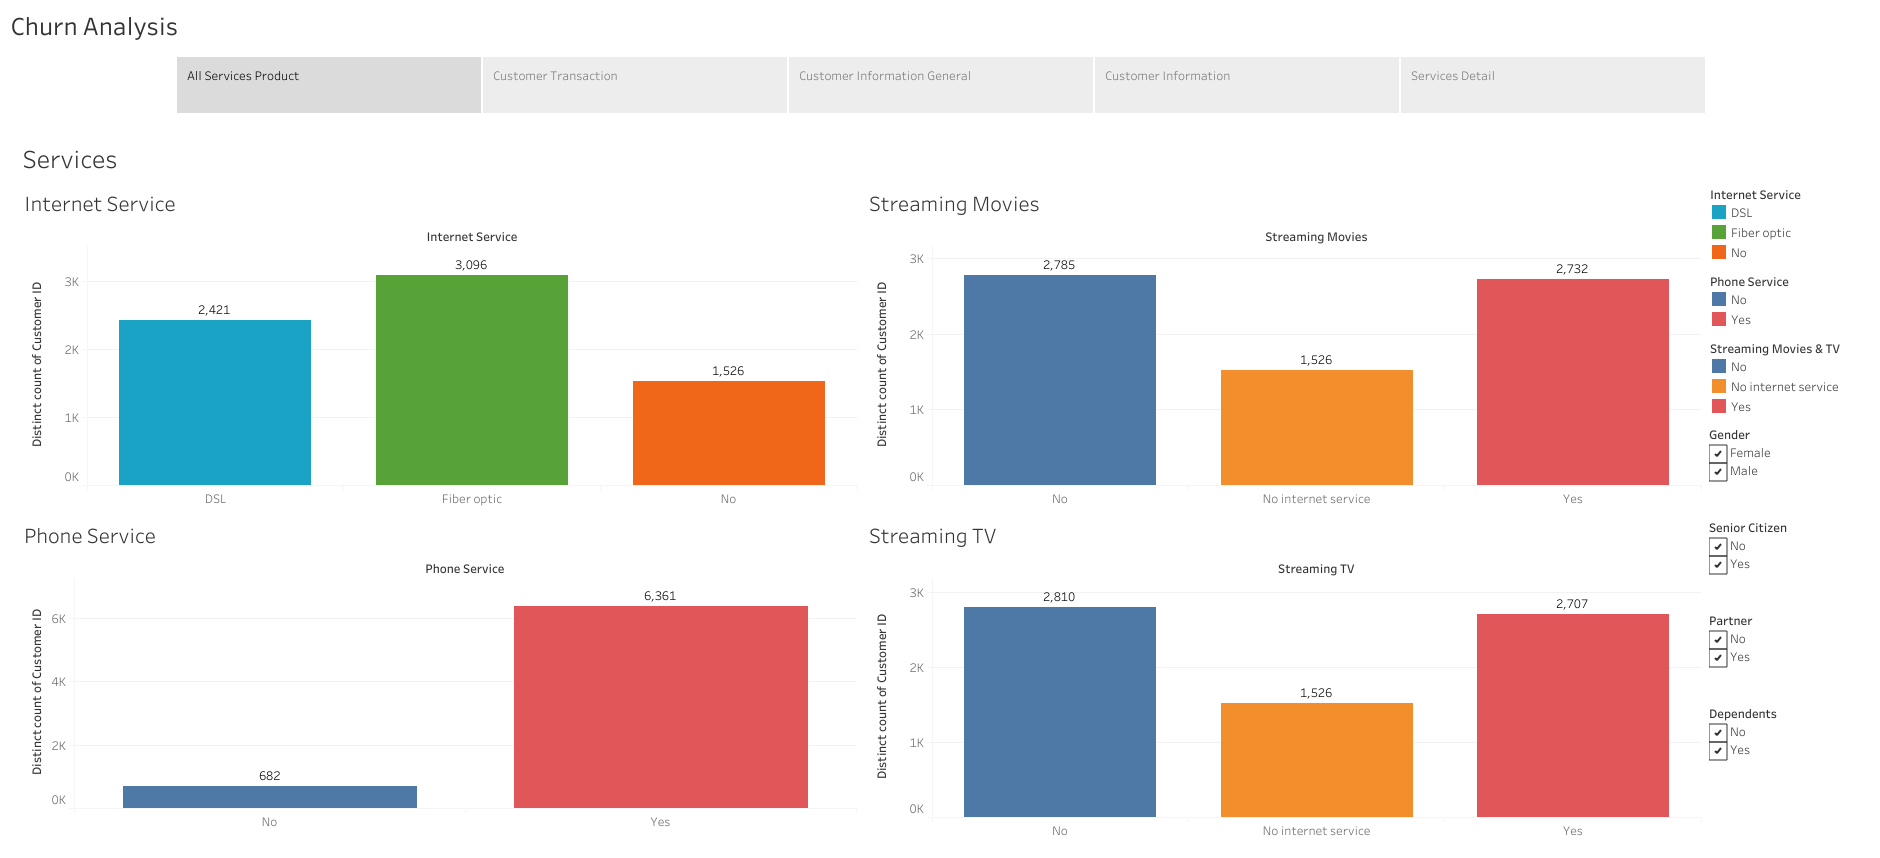 Churn Analysis
All Services Product
Customer Transaction
Customer Information General
Customer Information
Services Detail
Services
Internet Service
Internet Service
Distinct count of Customer ID
3K
2K
1K
0K
2,421
3,096
1,526
DSL
Fiber optic
No
Streaming Movies
Streaming Movies
Distinct count of Customer ID
3K
2K
1K
0K
2,785
1,526
2,732
No
No internet service
Yes
Phone Service
Phone Service
Distinct count of Customer ID
6K
4K
2K
0K
682
6,361
No
Yes
Streaming TV
Streaming TV
Distinct count of Customer ID
3K
2K
1K
0K
2,810
1,526
2,707
No
No internet service
Yes
Internet Service
DSL
Fiber optic
No
Phone Service
No
Yes
Streaming Movies & TV
No
No internet service
Yes
Gender
Female
Male
Senior Citizen
No
Yes
Partner
No
Yes
Dependents
No
Yes